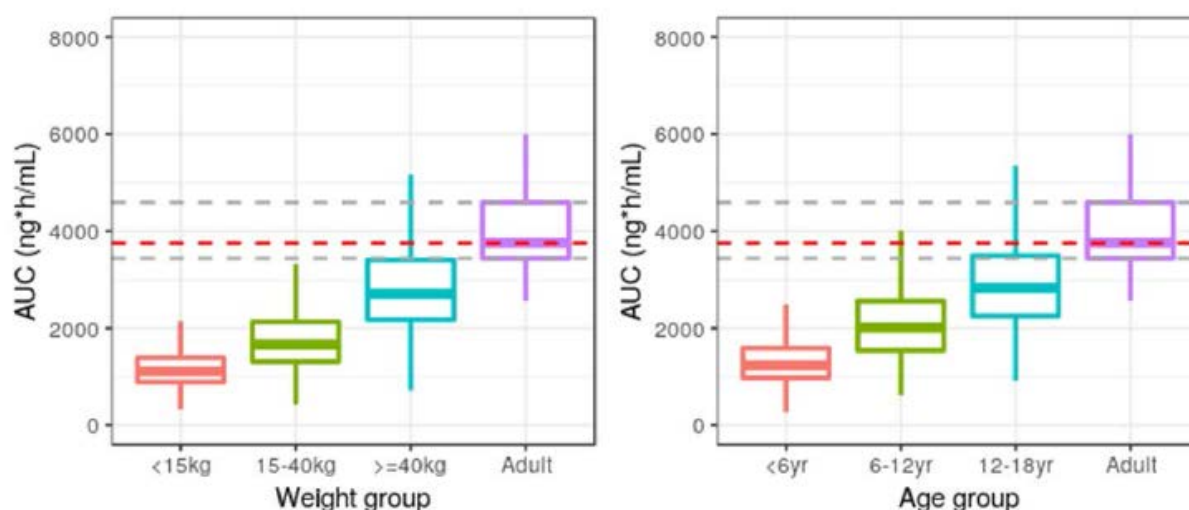 AUC (ng*h/mL)
8000
6000
4000
2000
0
<15kg 15-40kg >=40kg Adult
Weight group
AUC (ng*h/mL)
8000
6000
4000
2000
0
<6yr 6-12yr 12-18yr Adult
Age group